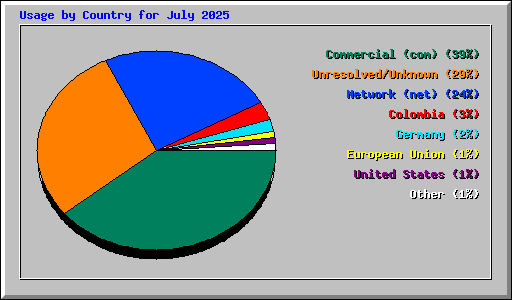 Usage by Country for July 2025
Commercial (com) (39%)
Unresolved/Unknown (29%)
Network (net) (24%)
Colombia (3%)
Germany (2%)
European Union (1%)
United States (1%)
Other (1%)